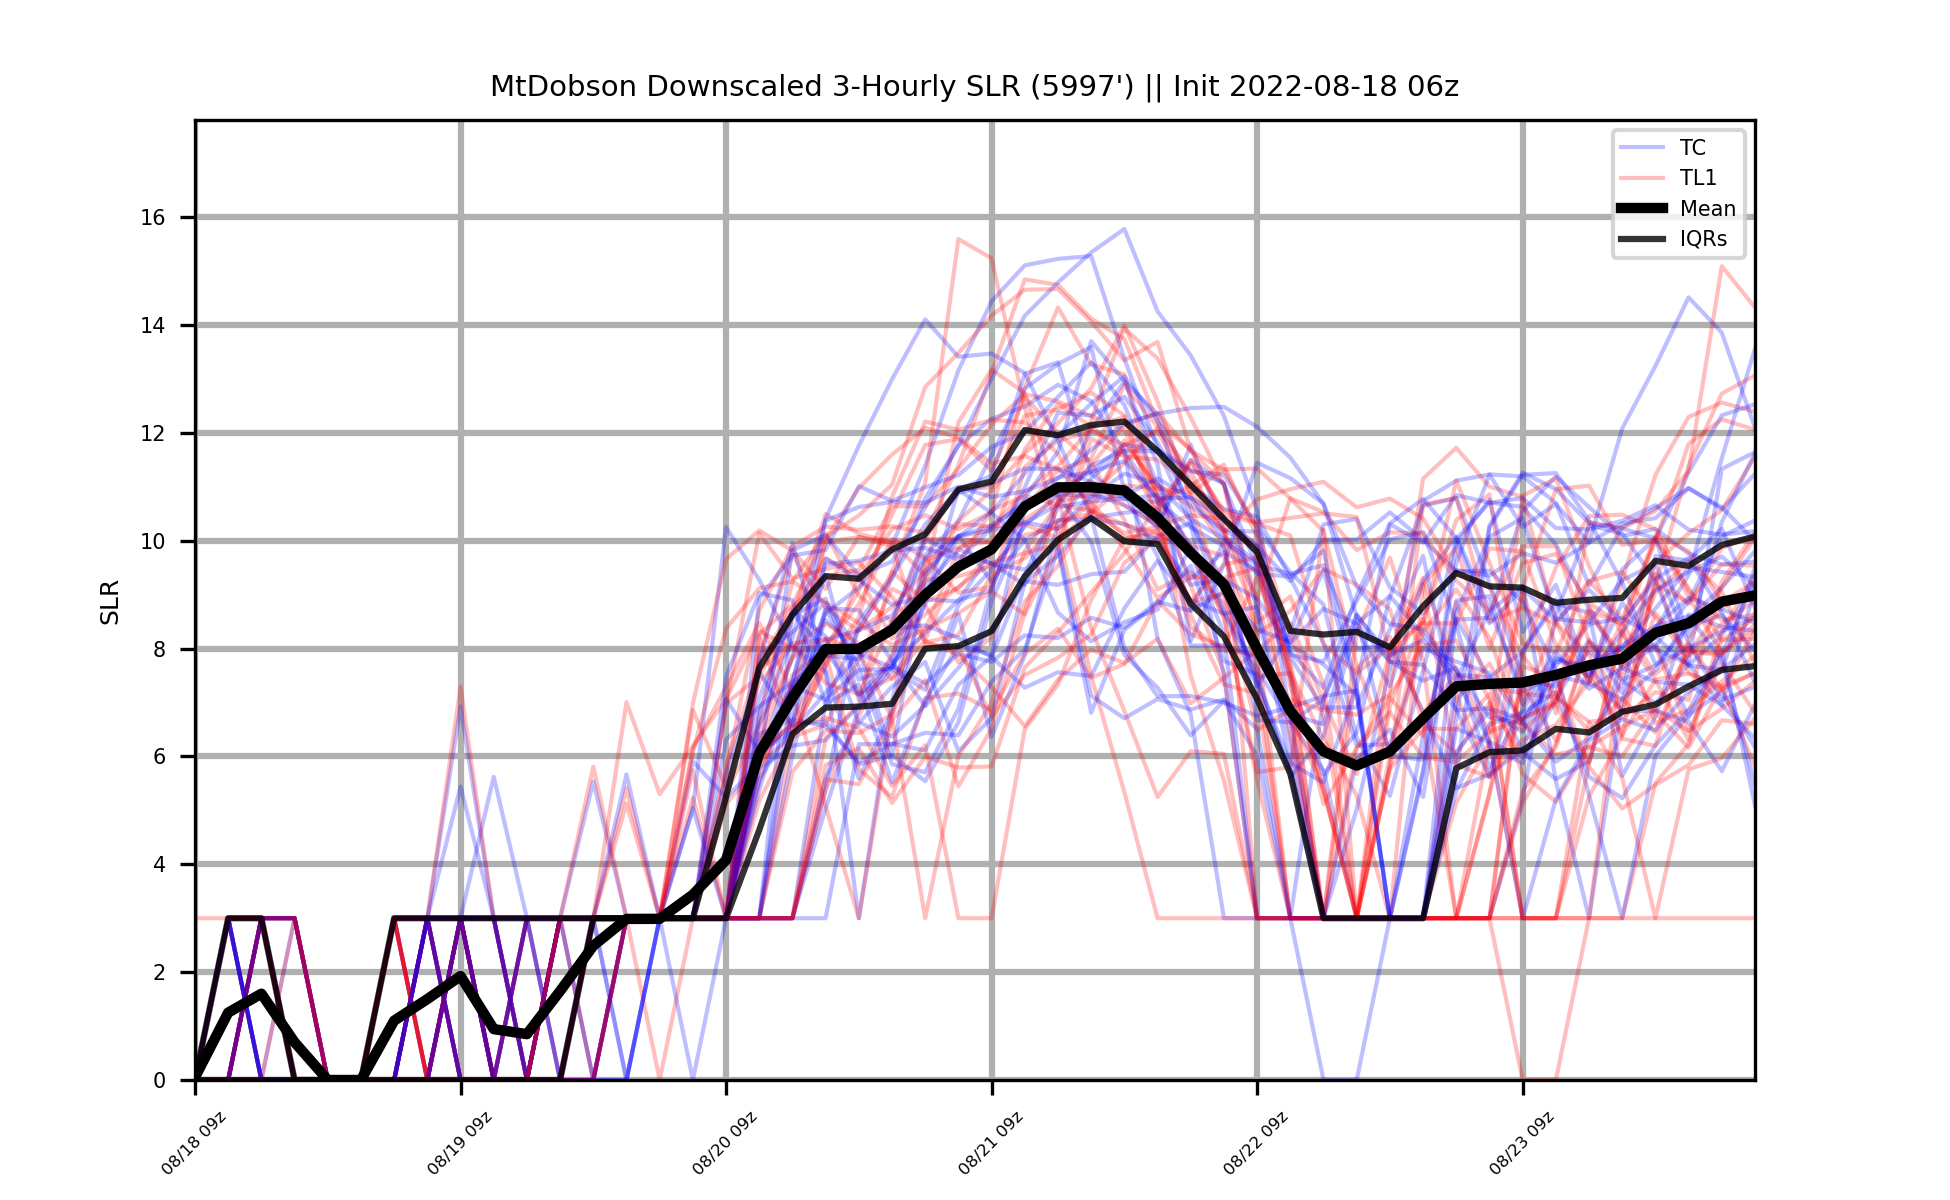 MtDobson Downscaled 3-Hourly SLR (5997') || Init 2022-08-18 06z
TC
TL1
Mean
IQRs
SLR
16
14
12
10
8
6
4
2
0
08/18 09z
08/19 09z
08/20 09z
08/21 09z
08/22 09z
08/23 09z